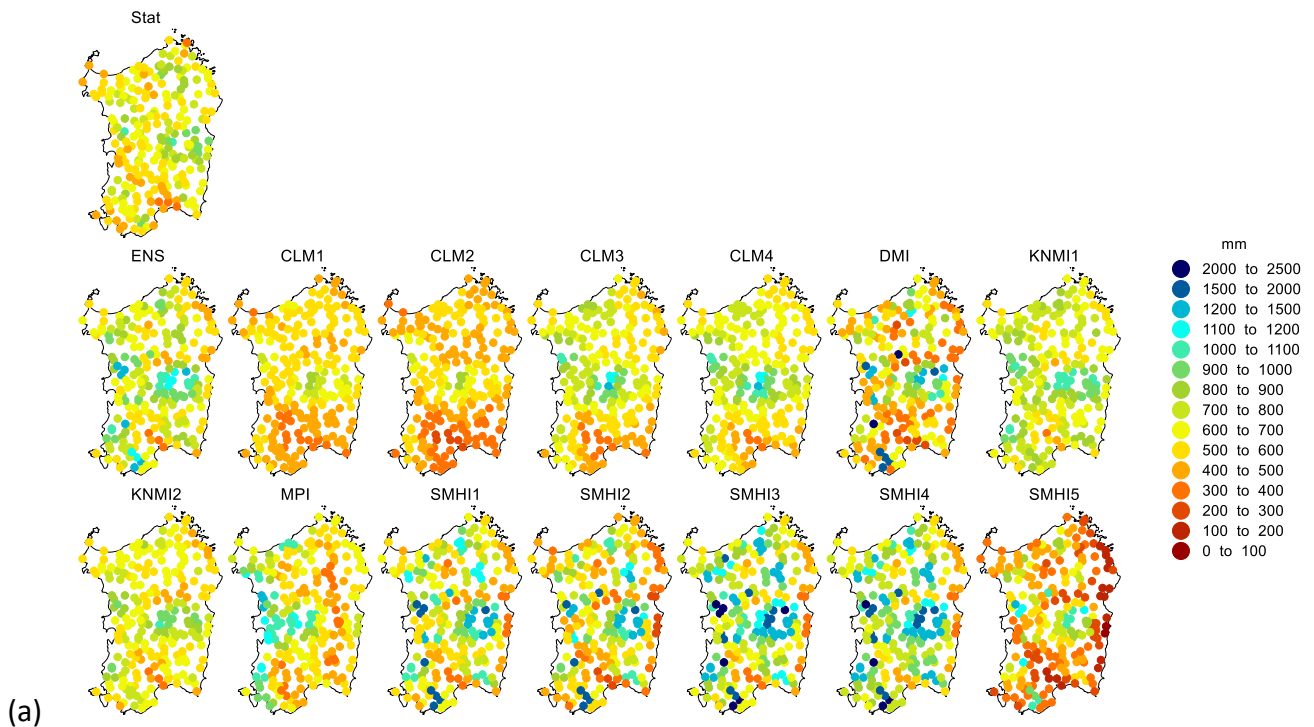 Stat
ENS CLM1 CLM2 CLM3 CLM4 DMI KNMI1
KNMI2 MPI SMHI1 SMHI2 SMHI3 SMHI4 SMHI5
mm
2000 to 2500
1500 to 2000
1200 to 1500
1100 to 1200
1000 to 1100
900 to 1000
800 to 900
700 to 800
600 to 700
500 to 600
400 to 500
300 to 400
200 to 300
100 to 200
0 to 100
(a)